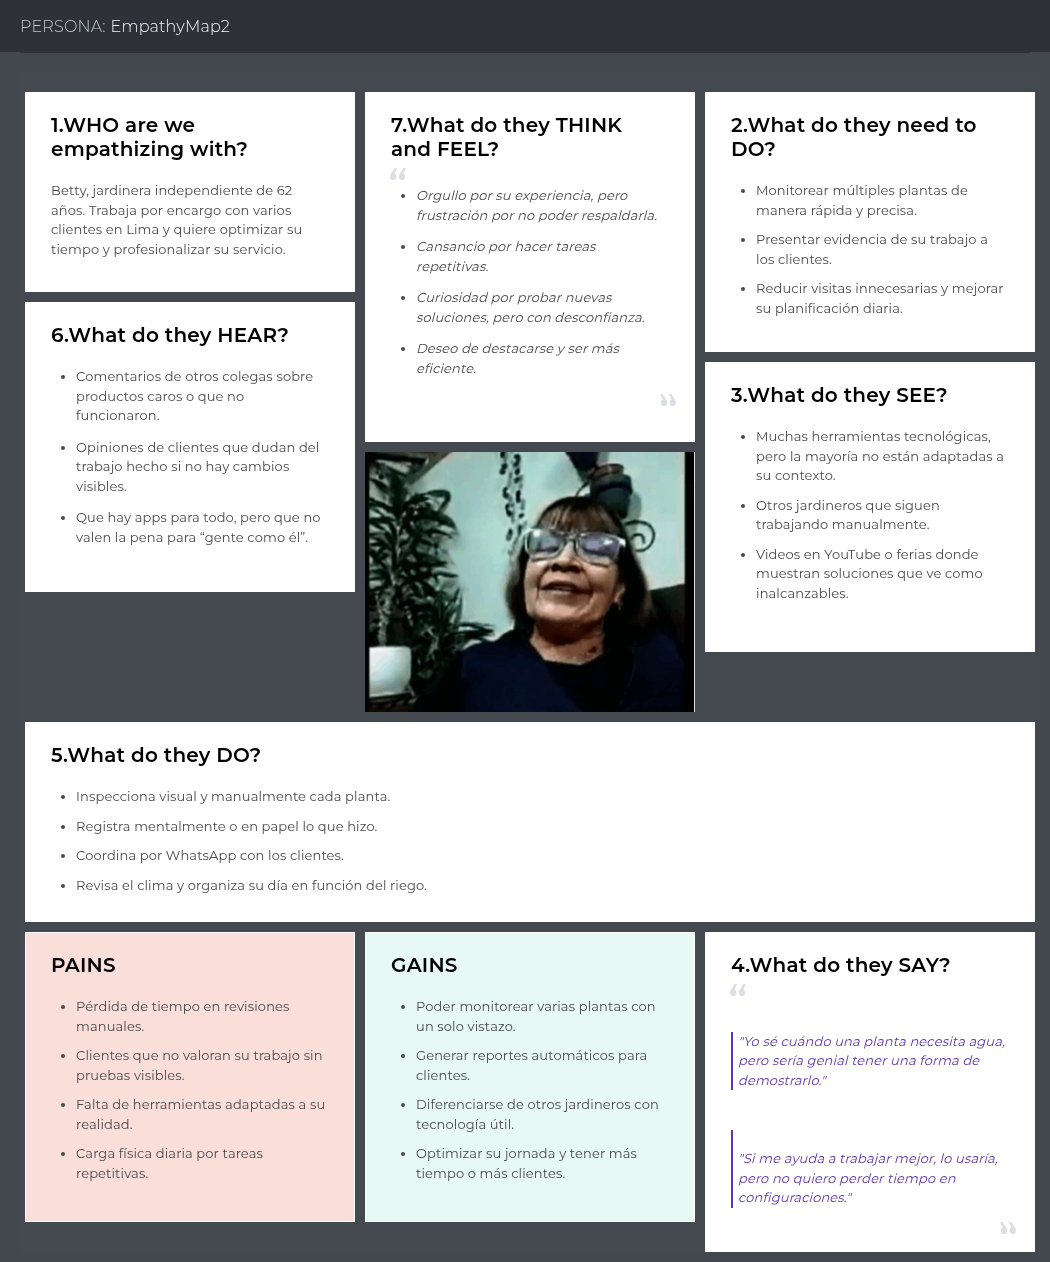 PERSONA: EmpathyMap2
1.WHO are we
empathizing with?
Betty, jardinera independiente de 62
años. Trabaja por encargo con varios
clientes en Lima y quiere optimizar su
tiempo y profesionalizar su servicio.
7.What do they THINK
and FEEL?
“
• Orgullo por su experiencia, pero
frustración por no poder respaldarla.
• Cansancio por hacer tareas
repetitivas.
• Curiosidad por probar nuevas
soluciones, pero con desconfianza.
• Deseo de destacarse y ser más
eficiente.
”
2.What do they need to
DO?
• Monitorear múltiples plantas de
manera rápida y precisa.
• Presentar evidencia de su trabajo a
los clientes.
• Reducir visitas innecesarias y mejorar
su planificación diaria.
6.What do they HEAR?
• Comentarios de otros colegas sobre
productos caros o que no
funcionaron.
• Opiniones de clientes que dudan del
trabajo hecho si no hay cambios
visibles.
• Que hay apps para todo, pero que no
valen la pena para “gente como él”.
3.What do they SEE?
• Muchas herramientas tecnológicas,
pero la mayoría no están adaptadas a
su contexto.
• Otros jardineros que siguen
trabajando manualmente.
• Videos en YouTube o ferias donde
muestran soluciones que ve como
inalcanzables.
5.What do they DO?
• Inspecciona visual y manualmente cada planta.
• Registra mentalmente o en papel lo que hizo.
• Coordina por WhatsApp con los clientes.
• Revisa el clima y organiza su día en función del riego.
PAINS
• Pérdida de tiempo en revisiones
manuales.
• Clientes que no valoran su trabajo sin
pruebas visibles.
• Falta de herramientas adaptadas a su
realidad.
• Carga física diaria por tareas
repetitivas.
GAINS
• Poder monitorear varias plantas con
un solo vistazo.
• Generar reportes automáticos para
clientes.
• Diferenciarse de otros jardineros con
tecnología útil.
• Optimizar su jornada y tener más
tiempo o más clientes.
4.What do they SAY?
“
"Yo sé cuándo una planta necesita agua,
pero sería genial tener una forma de
demostrarlo."
"Si me ayuda a trabajar mejor, lo usaría,
pero no quiero perder tiempo en
configuraciones."
”